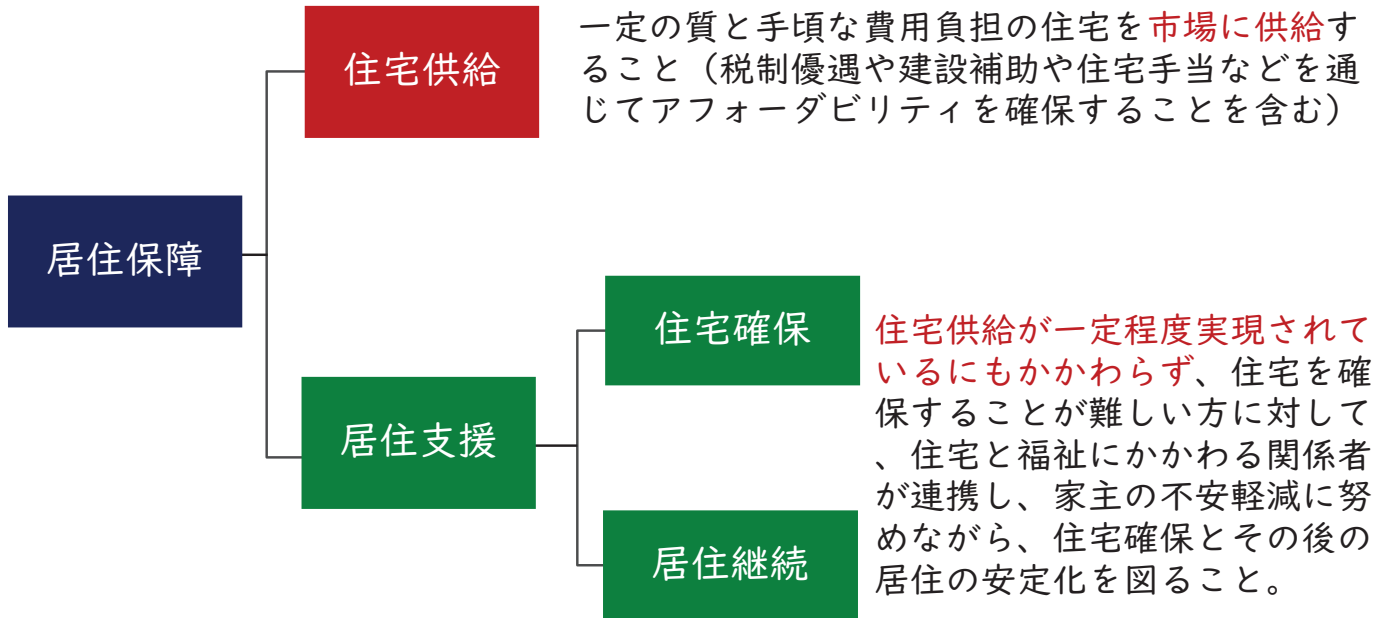 住宅供給
一定の質と手頃な費用負担の住宅を市場に供給す
ること（税制優遇や建設補助や住宅手当などを通
じてアフォーダビリティを確保することを含む）
居住保障
居住支援
住宅確保
居住継続
住宅供給が一定程度実現されて
いるにもかかわらず、住宅を確
保することが難しい方に対して
、住宅と福祉にかかわる関係者
が連携し、家主の不安軽減に努
めながら、住宅確保とその後の
居住の安定化を図ること。